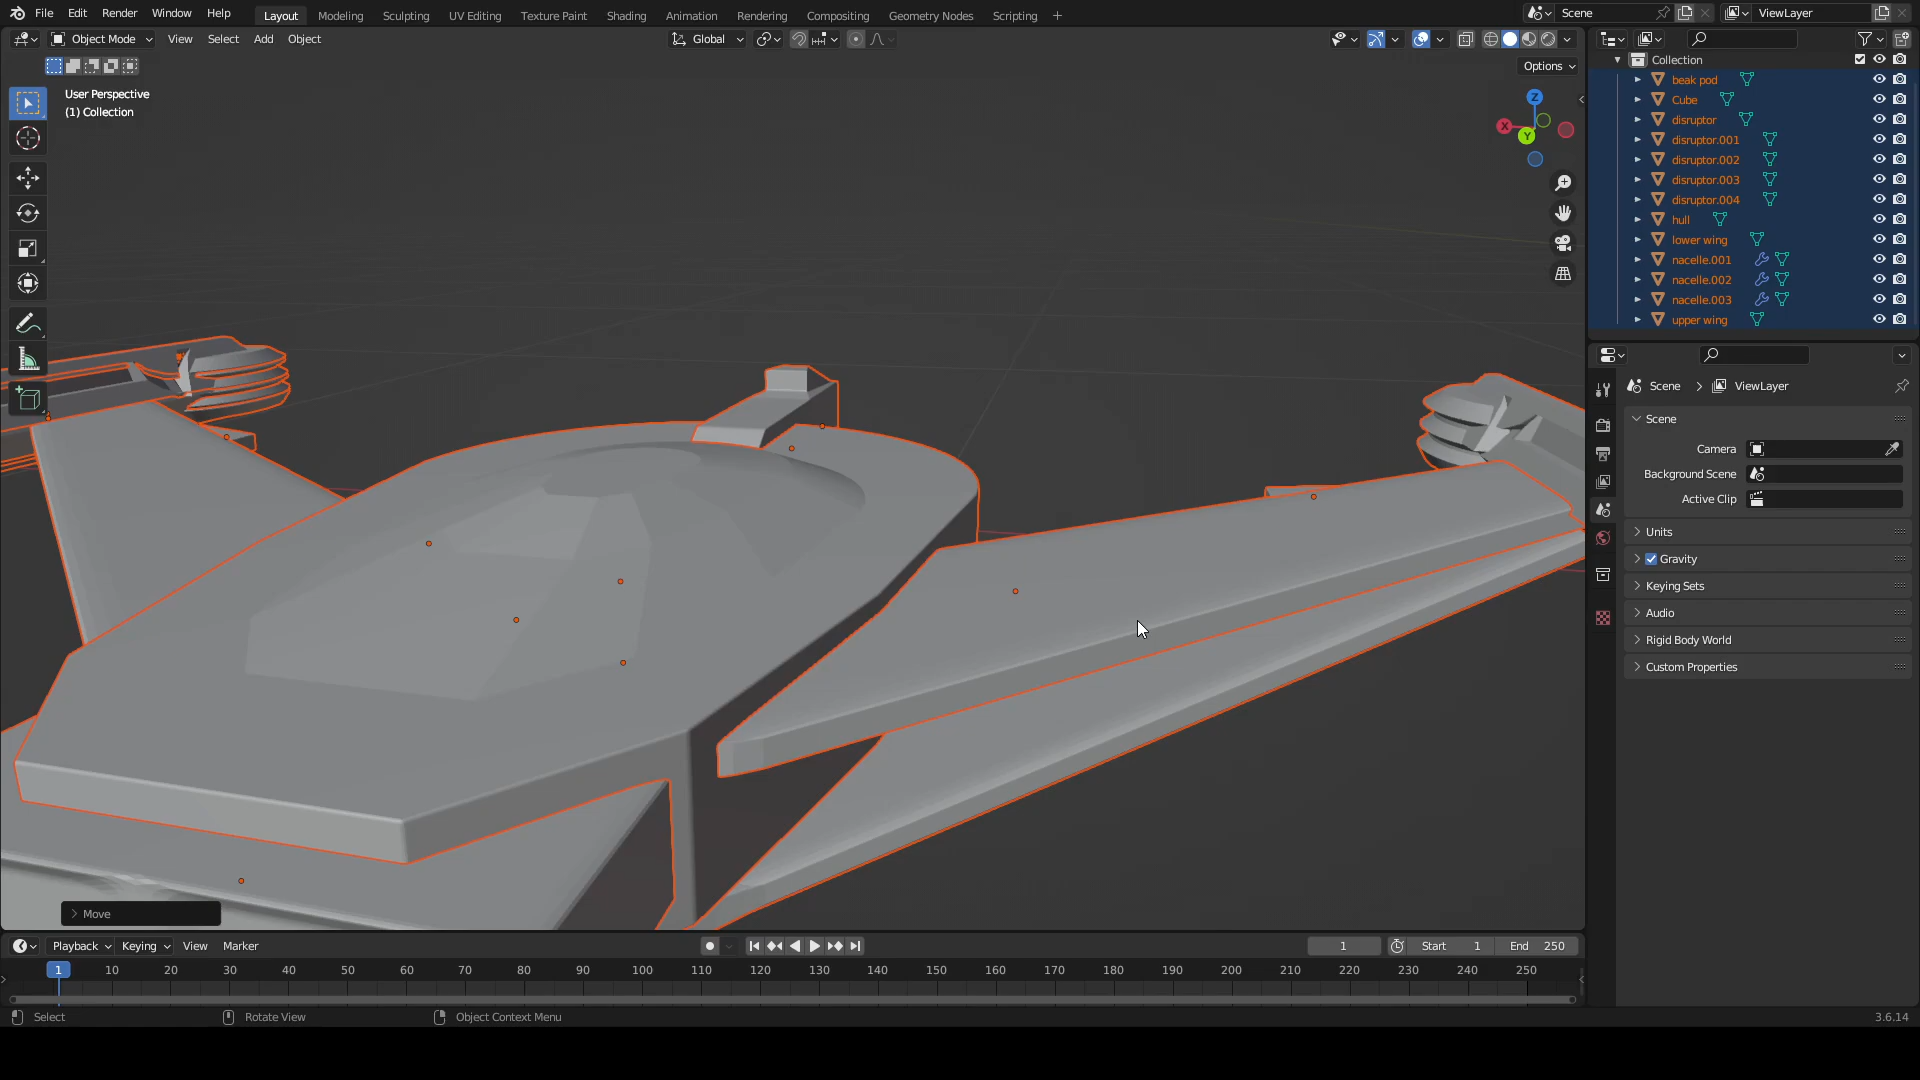 File Edit Render Window Help Layout Modeling Sculpting UV Editing Texture Paint Shading Animation Rendering Compositing Geometry Nodes Scripting + Scene ViewLayer
Object Mode View Select Add Object Global
Options
User Perspective
(1) Collection
Z
X
Y
Move
Collection
beak pod
Cube
disruptor
disruptor.001
disruptor.002
disruptor.003
disruptor.004
hull
lower wing
nacelle.001
nacelle.002
nacelle.003
upper wing
Scene > ViewLayer
Scene
Camera
Background Scene
Active Clip
Units
Gravity
Keying Sets
Audio
Rigid Body World
Custom Properties
Playback Keying View Marker 1 Start 1 End 250
1 10 20 30 40 50 60 70 80 90 100 110 120 130 140 150 160 170 180 190 200 210 220 230 240 250
Select Rotate View Object Context Menu 3.6.14